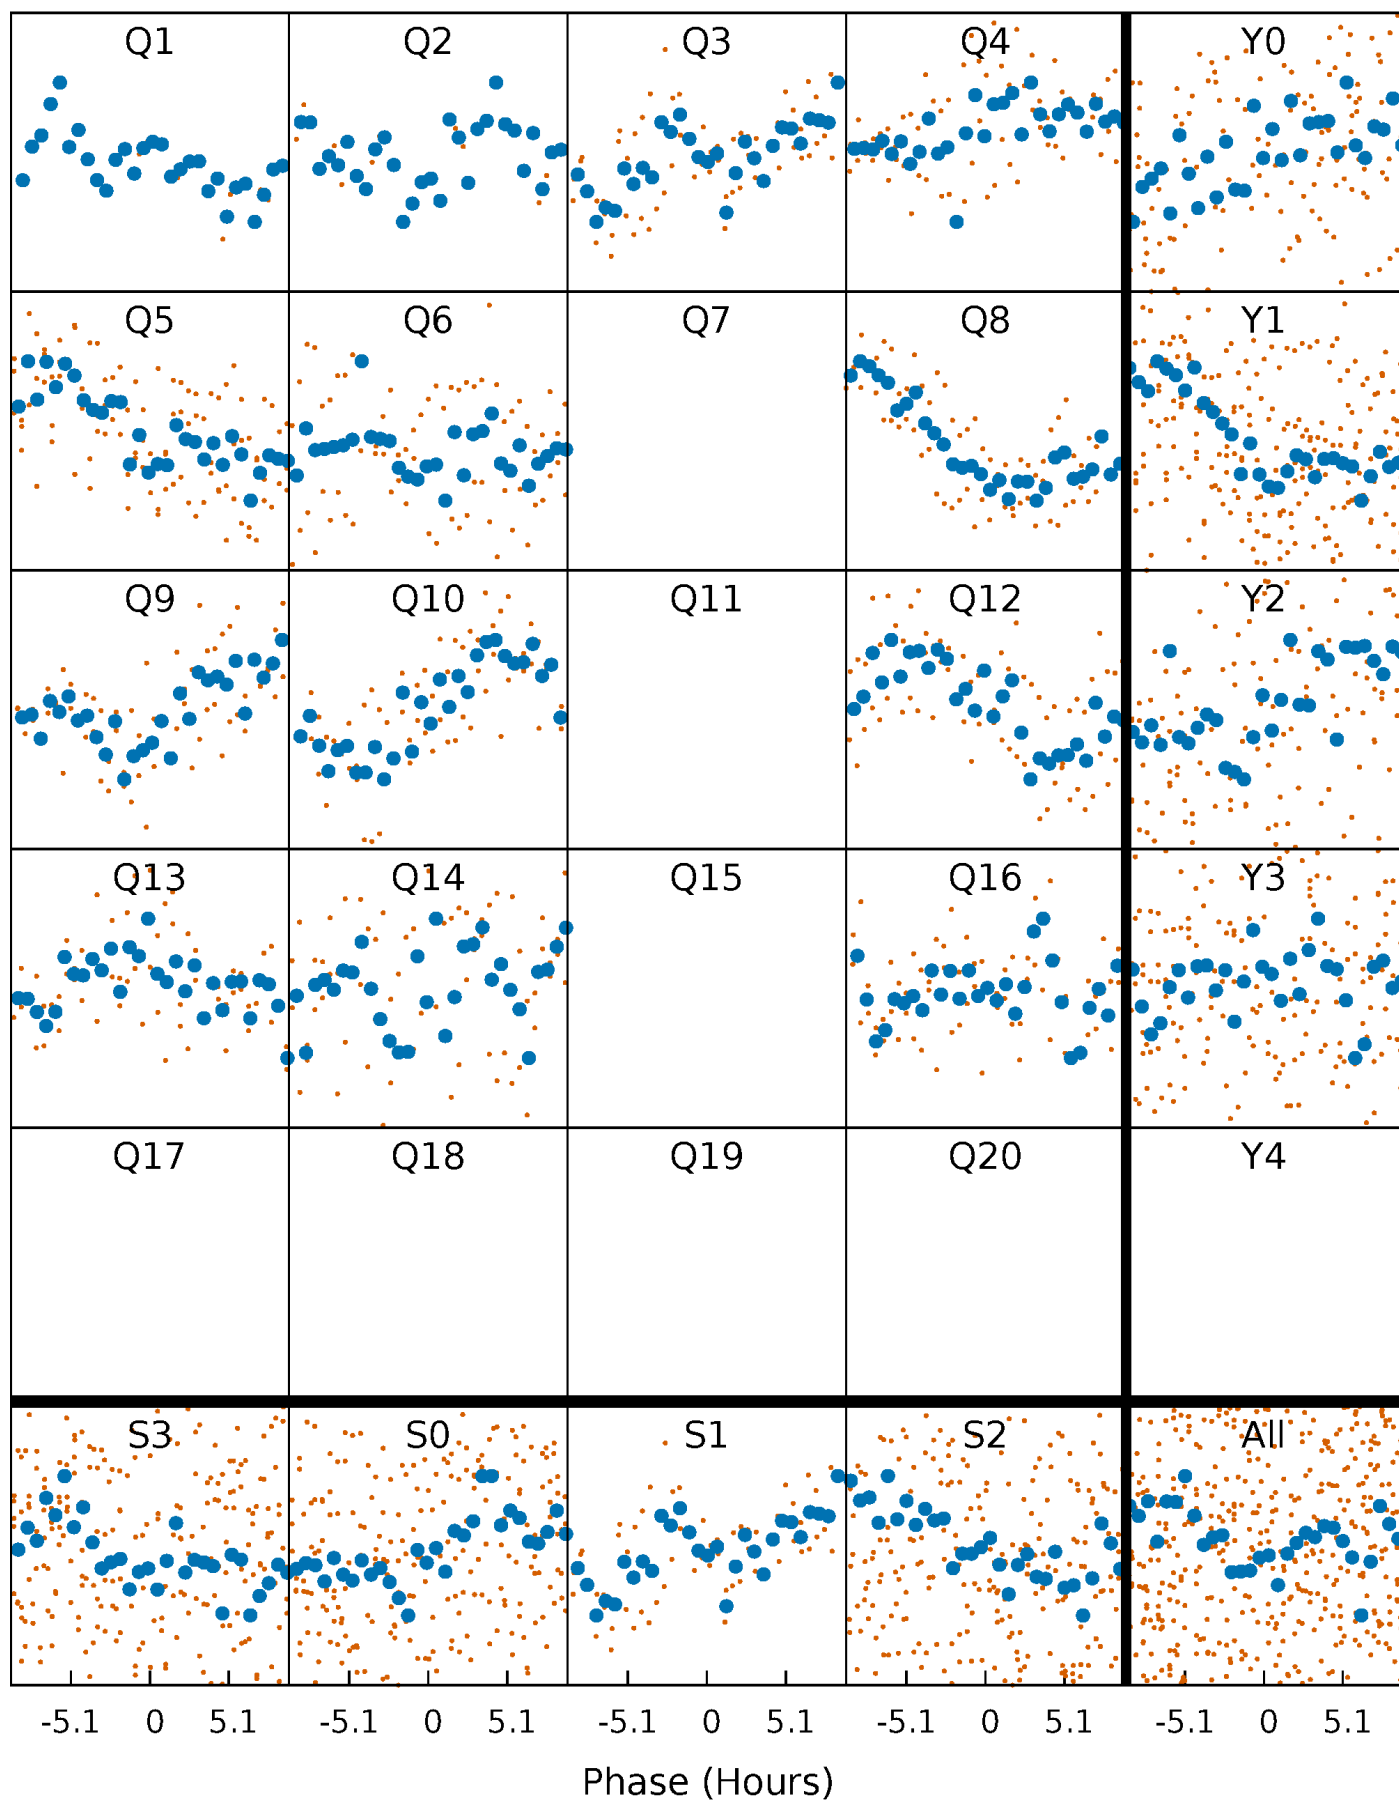 Q1 Q2 Q3 Q4 Y0
Q5 Q6 Q7 Q8 Y1
Q9 Q10 Q11 Q12 Y2
Q13 Q14 Q15 Q16 Y3
Q17 Q18 Q19 Q20 Y4
S3 S0 S1 S2 All
-5.1 0 5.1 -5.1 0 5.1 -5.1 0 5.1 -5.1 0 5.1 -5.1 0 5.1
Phase (Hours)